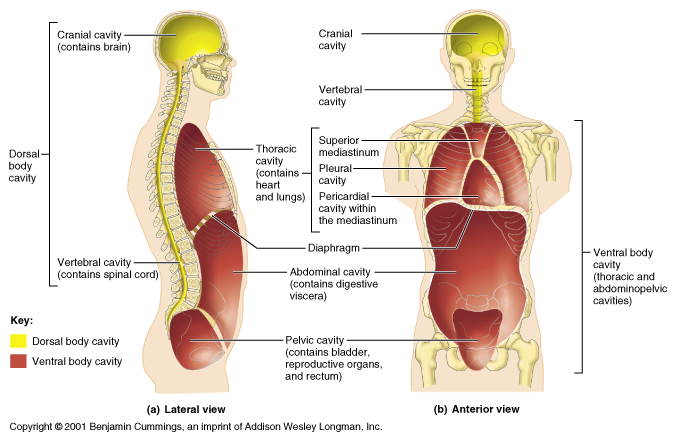 Cranial cavity
(contains brain)
Dorsal
body
cavity
Vertebral cavity
(contains spinal cord)
Key:
Dorsal body cavity
Ventral body cavity
Thoracic
cavity
(contains
heart
and lungs)
Cranial
cavity
Vertebral
cavity
Superior
mediastinum
Pleural
cavity
Pericardial
cavity within
the mediastinum
Diaphragm
Abdominal cavity
(contains digestive
viscera)
Pelvic cavity
(contains bladder,
reproductive organs,
and rectum)
Ventral body
cavity
(thoracic and
abdominopelvic
cavities)
(a) Lateral view
(b) Anterior view
Copyright © 2001 Benjamin Cummings, an imprint of Addison Wesley Longman, Inc.